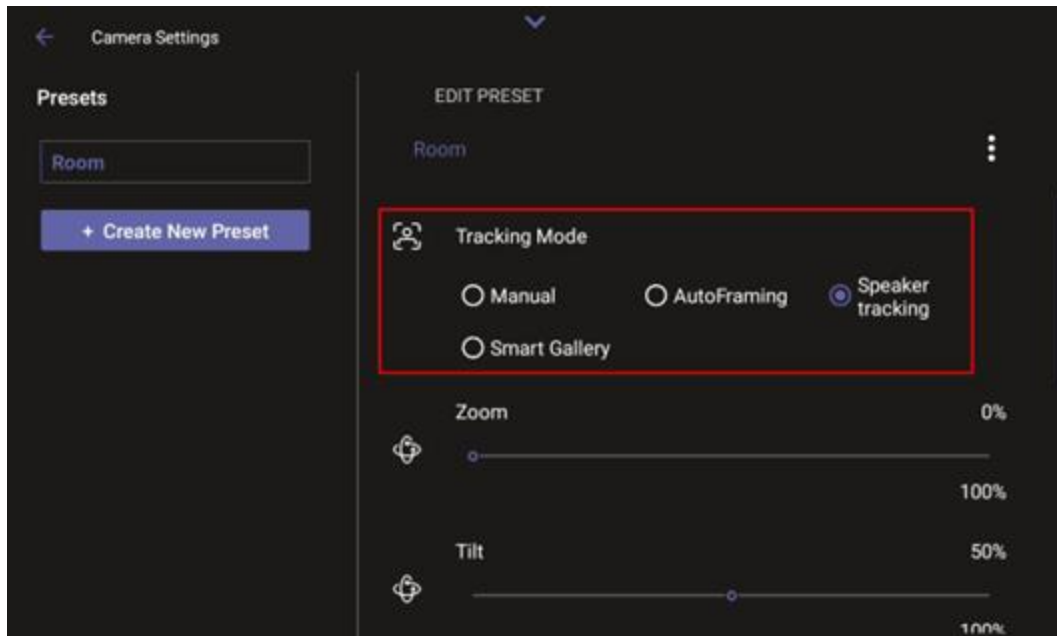 Camera Settings
Presets
Room
+ Create New Preset
EDIT PRESET
Room
Tracking Mode
Manual
AutoFraming
Speaker
tracking
Smart Gallery
Zoom
0%
100%
Tilt
50%
100%